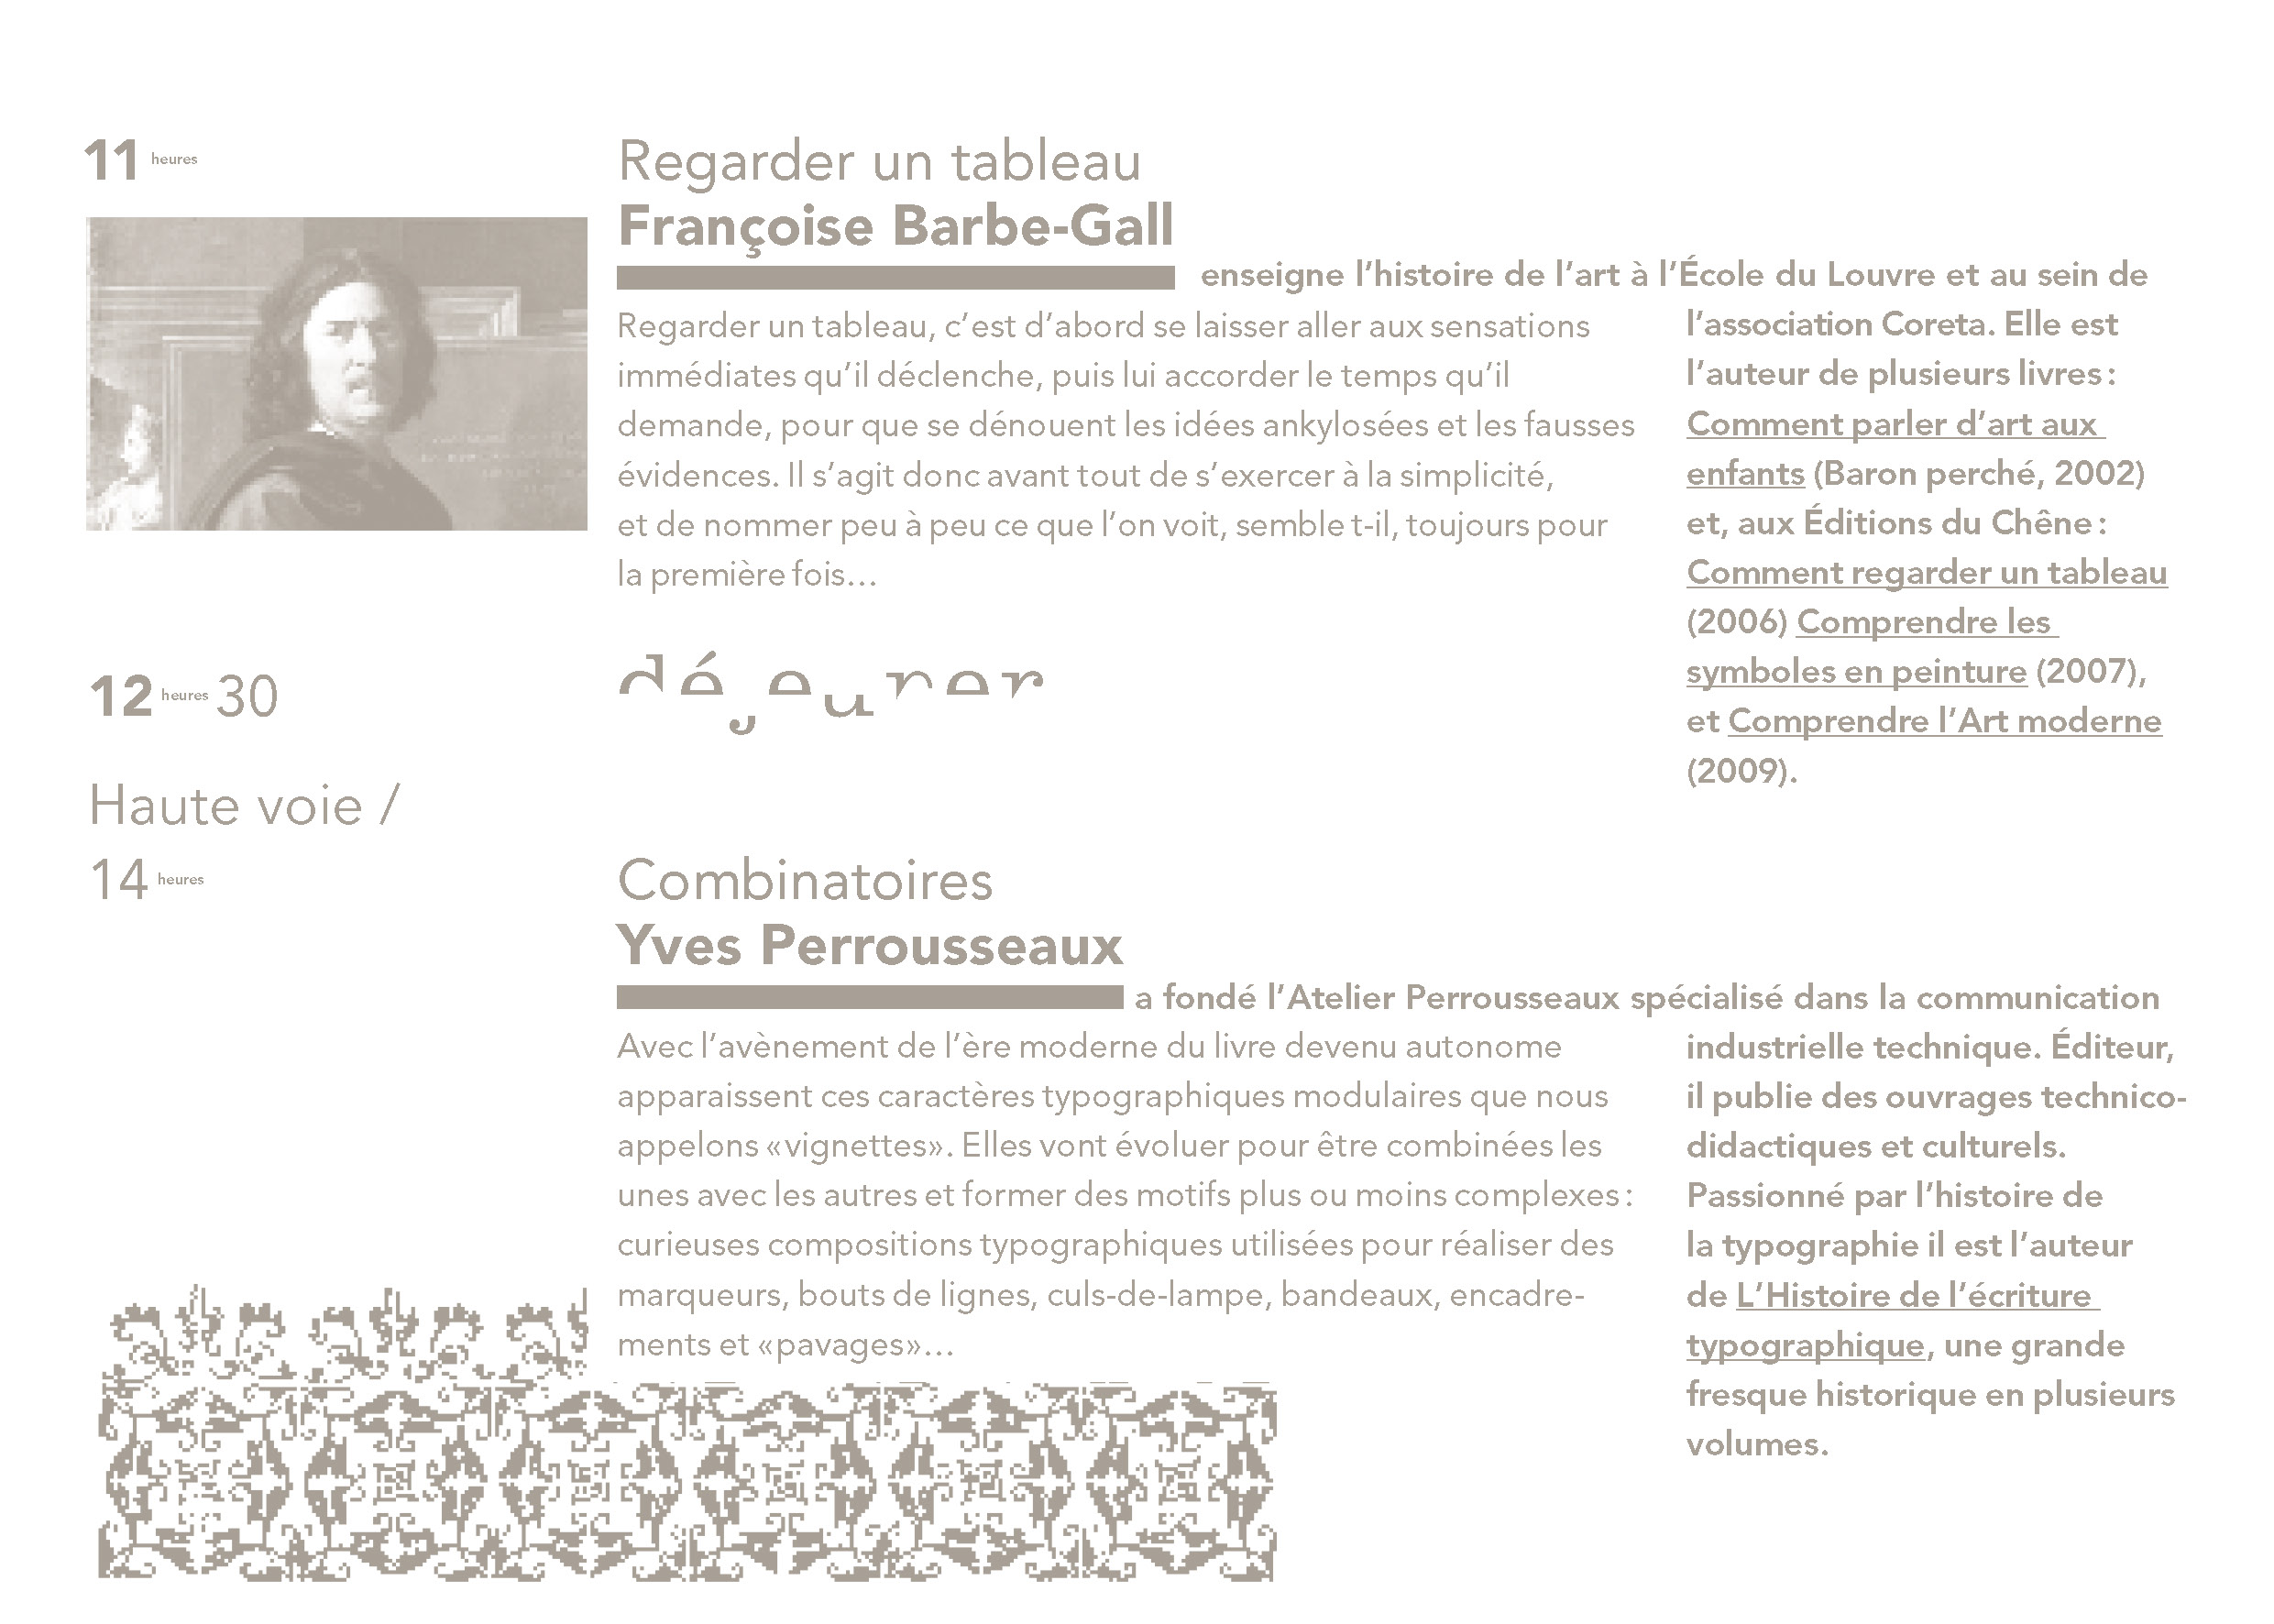 11 heures
Regarder un tableau
Françoise Barbe-Gall
enseigne l’histoire de l’art à l’École du Louvre et au sein de
l’association Coreta. Elle est
l’auteur de plusieurs livres :
Comment parler d’art aux
enfants (Baron perché, 2002)
et, aux Éditions du Chêne :
Comment regarder un tableau
(2006) Comprendre les
symboles en peinture (2007),
et Comprendre l’Art moderne
(2009).
Regarder un tableau, c’est d’abord se laisser aller aux sensations
immédiates qu’il déclenche, puis lui accorder le temps qu’il
demande, pour que se dénouent les idées ankylosées et les fausses
évidences. Il s’agit donc avant tout de s’exercer à la simplicité,
et de nommer peu à peu ce que l’on voit, semble t-il, toujours pour
la première fois…
12 heures 30
déjeuner
Haute voie /
14 heures
Combinatoires
Yves Perrousseaux
a fondé l’Atelier Perrousseaux spécialisé dans la communication
industrielle technique. Éditeur,
il publie des ouvrages technico-
didactiques et culturels.
Passionné par l’histoire de
la typographie il est l’auteur
de L’Histoire de l’écriture
typographique, une grande
fresque historique en plusieurs
volumes.
Avec l’avènement de l’ère moderne du livre devenu autonome
apparaissent ces caractères typographiques modulaires que nous
appelons «vignettes». Elles vont évoluer pour être combinées les
unes avec les autres et former des motifs plus ou moins complexes :
curieuses compositions typographiques utilisées pour réaliser des
marqueurs, bouts de lignes, culs-de-lampe, bandeaux, encadre-
ments et «pavages»…